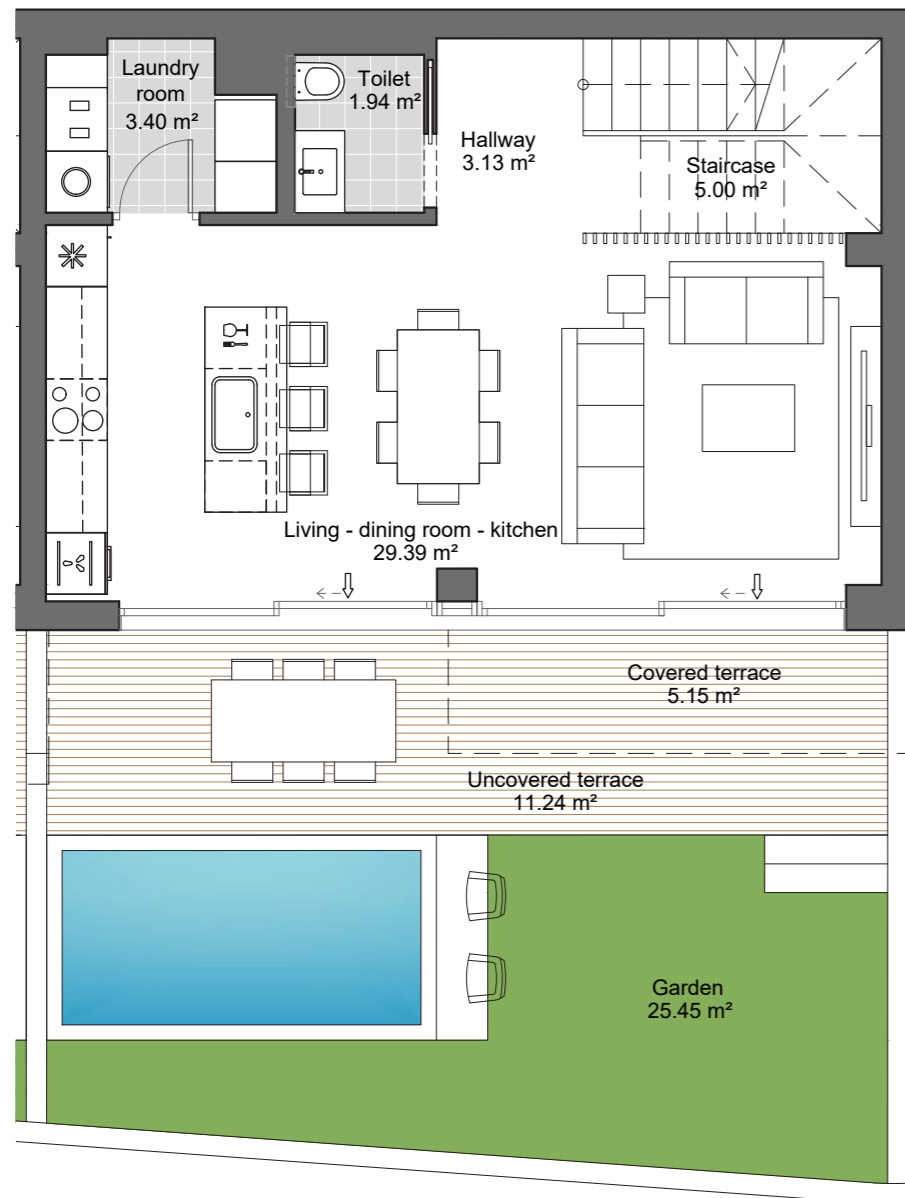 Laundry
room
3.40 m²
Toilet
1.94 m²
Hallway
3.13 m²
Staircase
5.00 m²
Living - dining room - kitchen
29.39 m²
Covered terrace
5.15 m²
Uncovered terrace
11.24 m²
Garden
25.45 m²